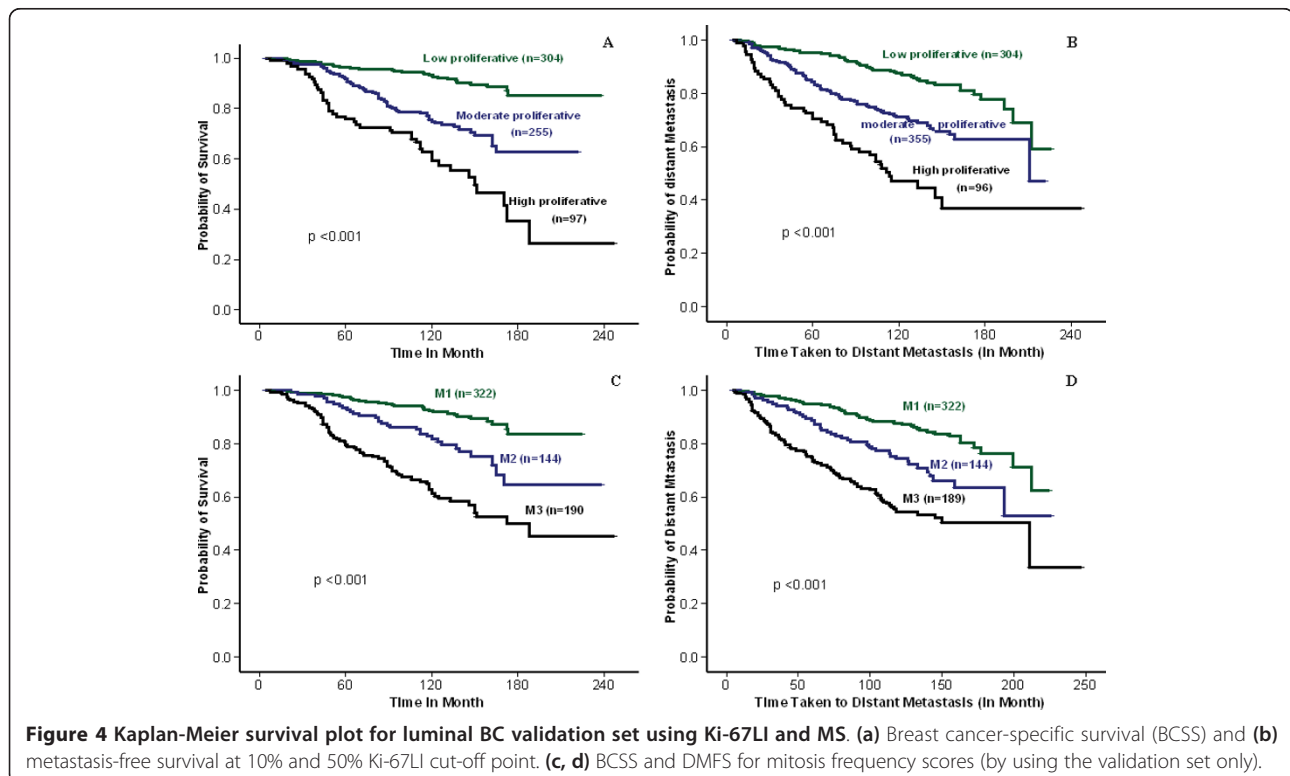 A
Low proliferative (n=304)
Moderate proliferative
(n=255)
High proliferative
(n=97)
p <0.001
Probability of Survival
1.0
0.8
0.6
0.4
0.2
0.0
0 60 120 180 240
Time In Month
B
Low proliferative (n=304)
moderate proliferative
(n=355)
High proliferative
(n=96)
p <0.001
Probability of distant Metastasis
1.0
0.8
0.6
0.4
0.2
0.0
0 60 120 180 240
Time Taken to Distant Metastasis (In Month)
C
M1 (n=322)
M2 (n=144)
M3 (n=190
p <0.001
Probability of Survival
1.0
0.8
0.6
0.4
0.2
0.0
0 60 120 180 240
Time In Month
D
M1 (n=322)
M2 (n=144)
M3 (n=189)
p <0.001
Probability of Distant Mtastasis
1.0
0.8
0.6
0.4
0.2
0.0
0 50 100 150 200 250
Time Taken to Distant Metastasis (In Month)
Figure 4 Kaplan-Meier survival plot for luminal BC validation set using Ki-67LI and MS. (a) Breast cancer-specific survival (BCSS) and (b)
metastasis-free survival at 10% and 50% Ki-67LI cut-off point. (c, d) BCSS and DMFS for mitosis frequency scores (by using the validation set only).